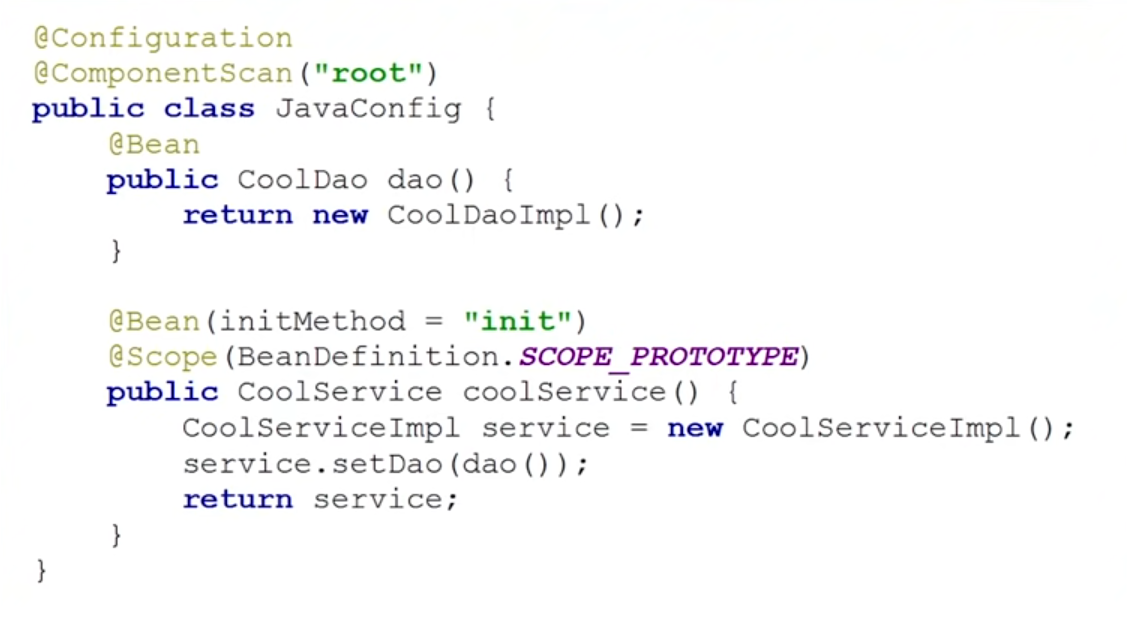 @Configuration
@ComponentScan("root")
public class JavaConfig {
@Bean
public CoolDao dao() {
return new CoolDaoImpl();
}
@Bean(initMethod = "init")
@Scope(BeanDefinition.SCOPE_PROTOTYPE)
public CoolService coolService() {
CoolServiceImpl service = new CoolServiceImpl();
service.setDao(dao());
return service;
}
}